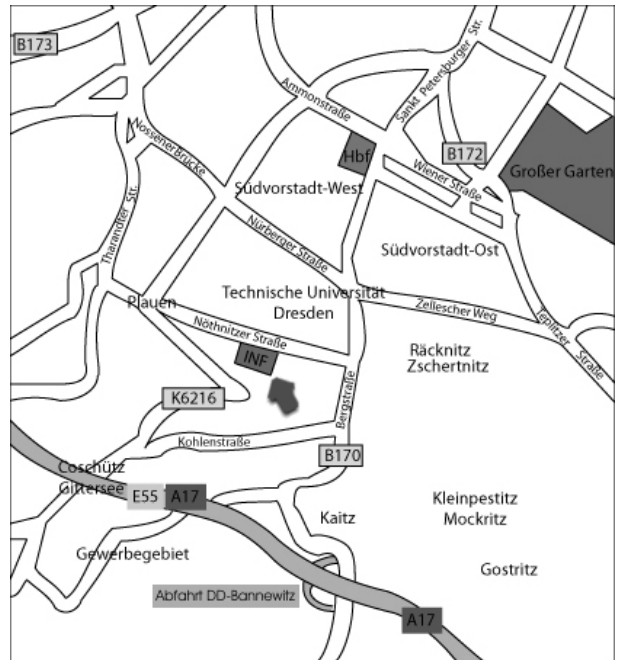 B173
Ammonstraße
Sankt Petersburger Str.
Nossener Brücke
Hbf
B172
Wiener Straße
Großer Garten
Südvorstadt-West
Tharandter Str.
Nürberger Straße
Südvorstadt-Ost
Plauen
Technische Universität
Dresden
Zellescher Weg
Teplitzer Straße
Nöthnitzer Straße
INF
Räcknitz
Zschertnitz
K6216
Bergstraße
Kohlenstraße
B170
Coschütz
Gittersee
E55
A17
Kleinpestitz
Mockritz
Kaitz
Gewerbegebiet
Gostritz
Abfahrt DD-Bannewitz
A17